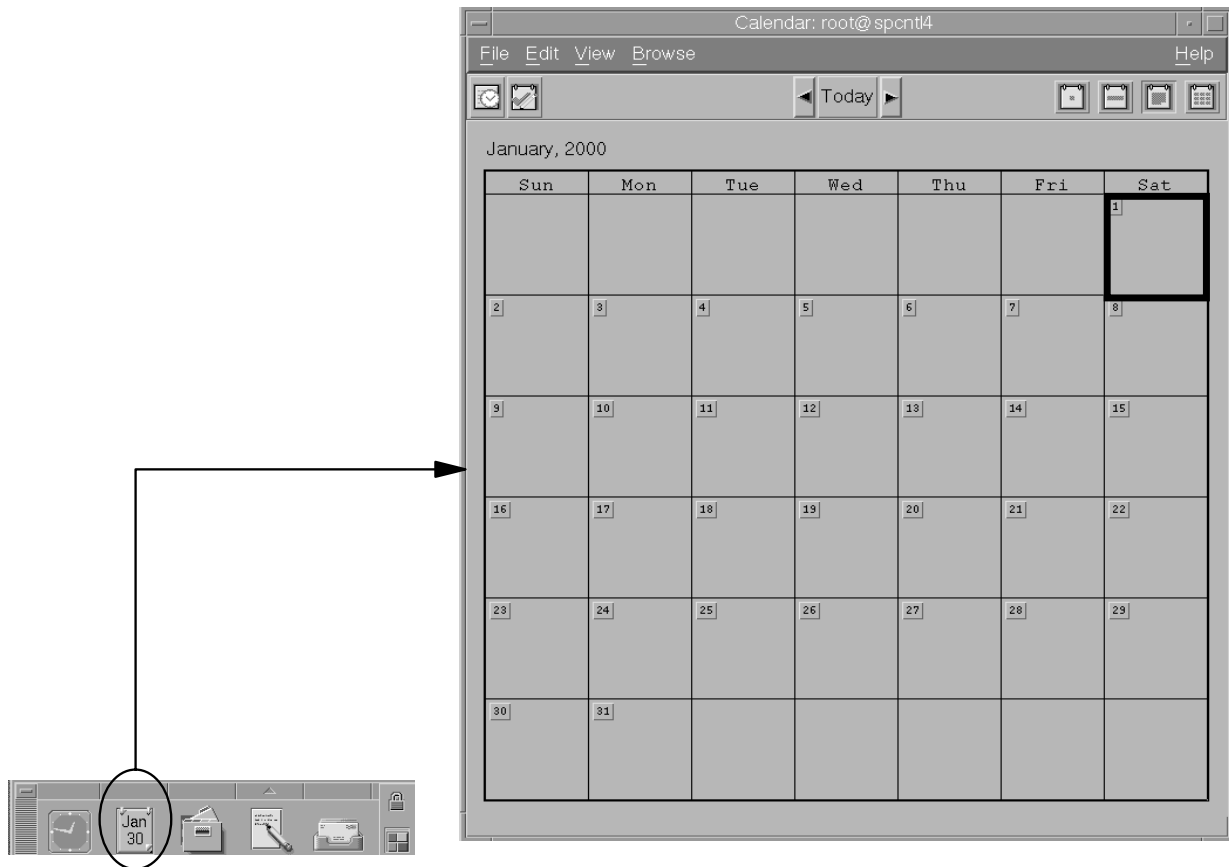 Calendar: root@spcntl4
File Edit View Browse Help
Today
January, 2000
Sun Mon Tue Wed Thu Fri Sat
1
2 3 4 5 6 7 8
9 10 11 12 13 14 15
16 17 18 19 20 21 22
23 24 25 26 27 28 29
30 31
Jan
30